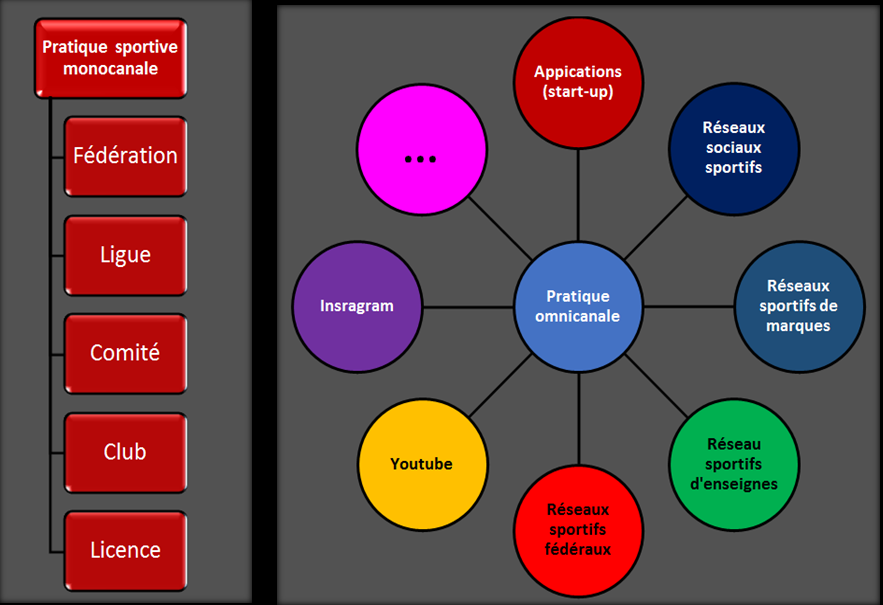 Pratique sportive
monocanale
Fédération
Ligue
Comité
Club
Licence
Appications
(start-up)
Réseaux
sociaux
sportifs
Réseaux
sportifs de
marques
Réseau
sportifs
d'enseignes
Réseaux
sportifs
fédéraux
Youtube
Insragram
...
Pratique
omnicanale